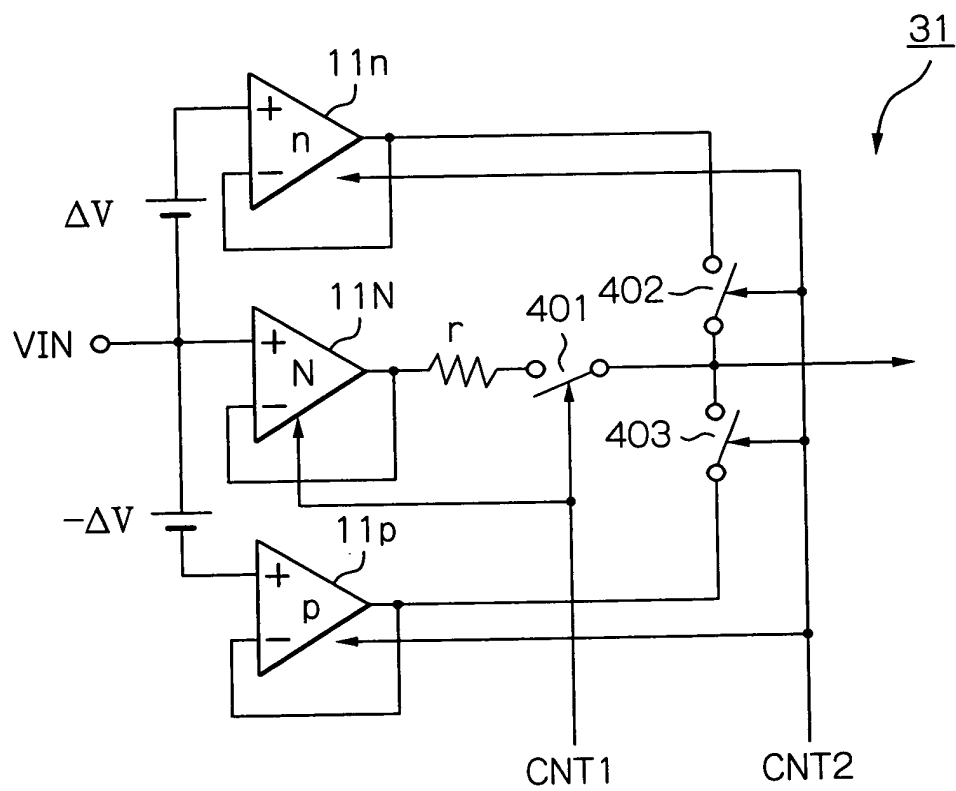 31
11n
+
n
−
ΔV
11N
401
402
VIN
+
r
N
−
403
−ΔV
11p
+
p
−
CNT1
CNT2